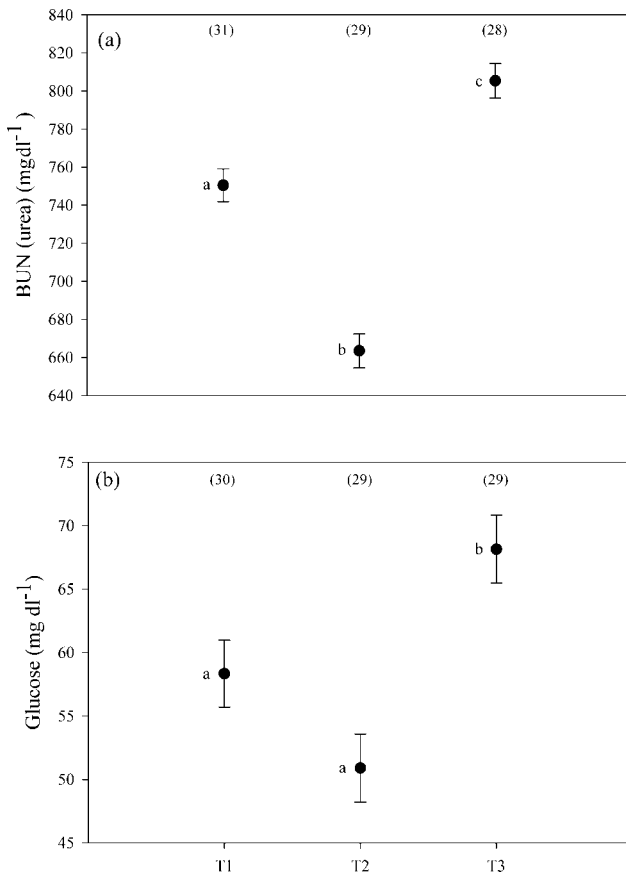 840
820
800
780
760
740
720
700
680
660
640
BUN (urea) (mgdl⁻¹)
(a)
(31)
(29)
(28)
a
b
c
75
70
65
60
55
50
45
Glucose (mg dl⁻¹)
(b)
(30)
(29)
(29)
a
a
b
T1
T2
T3